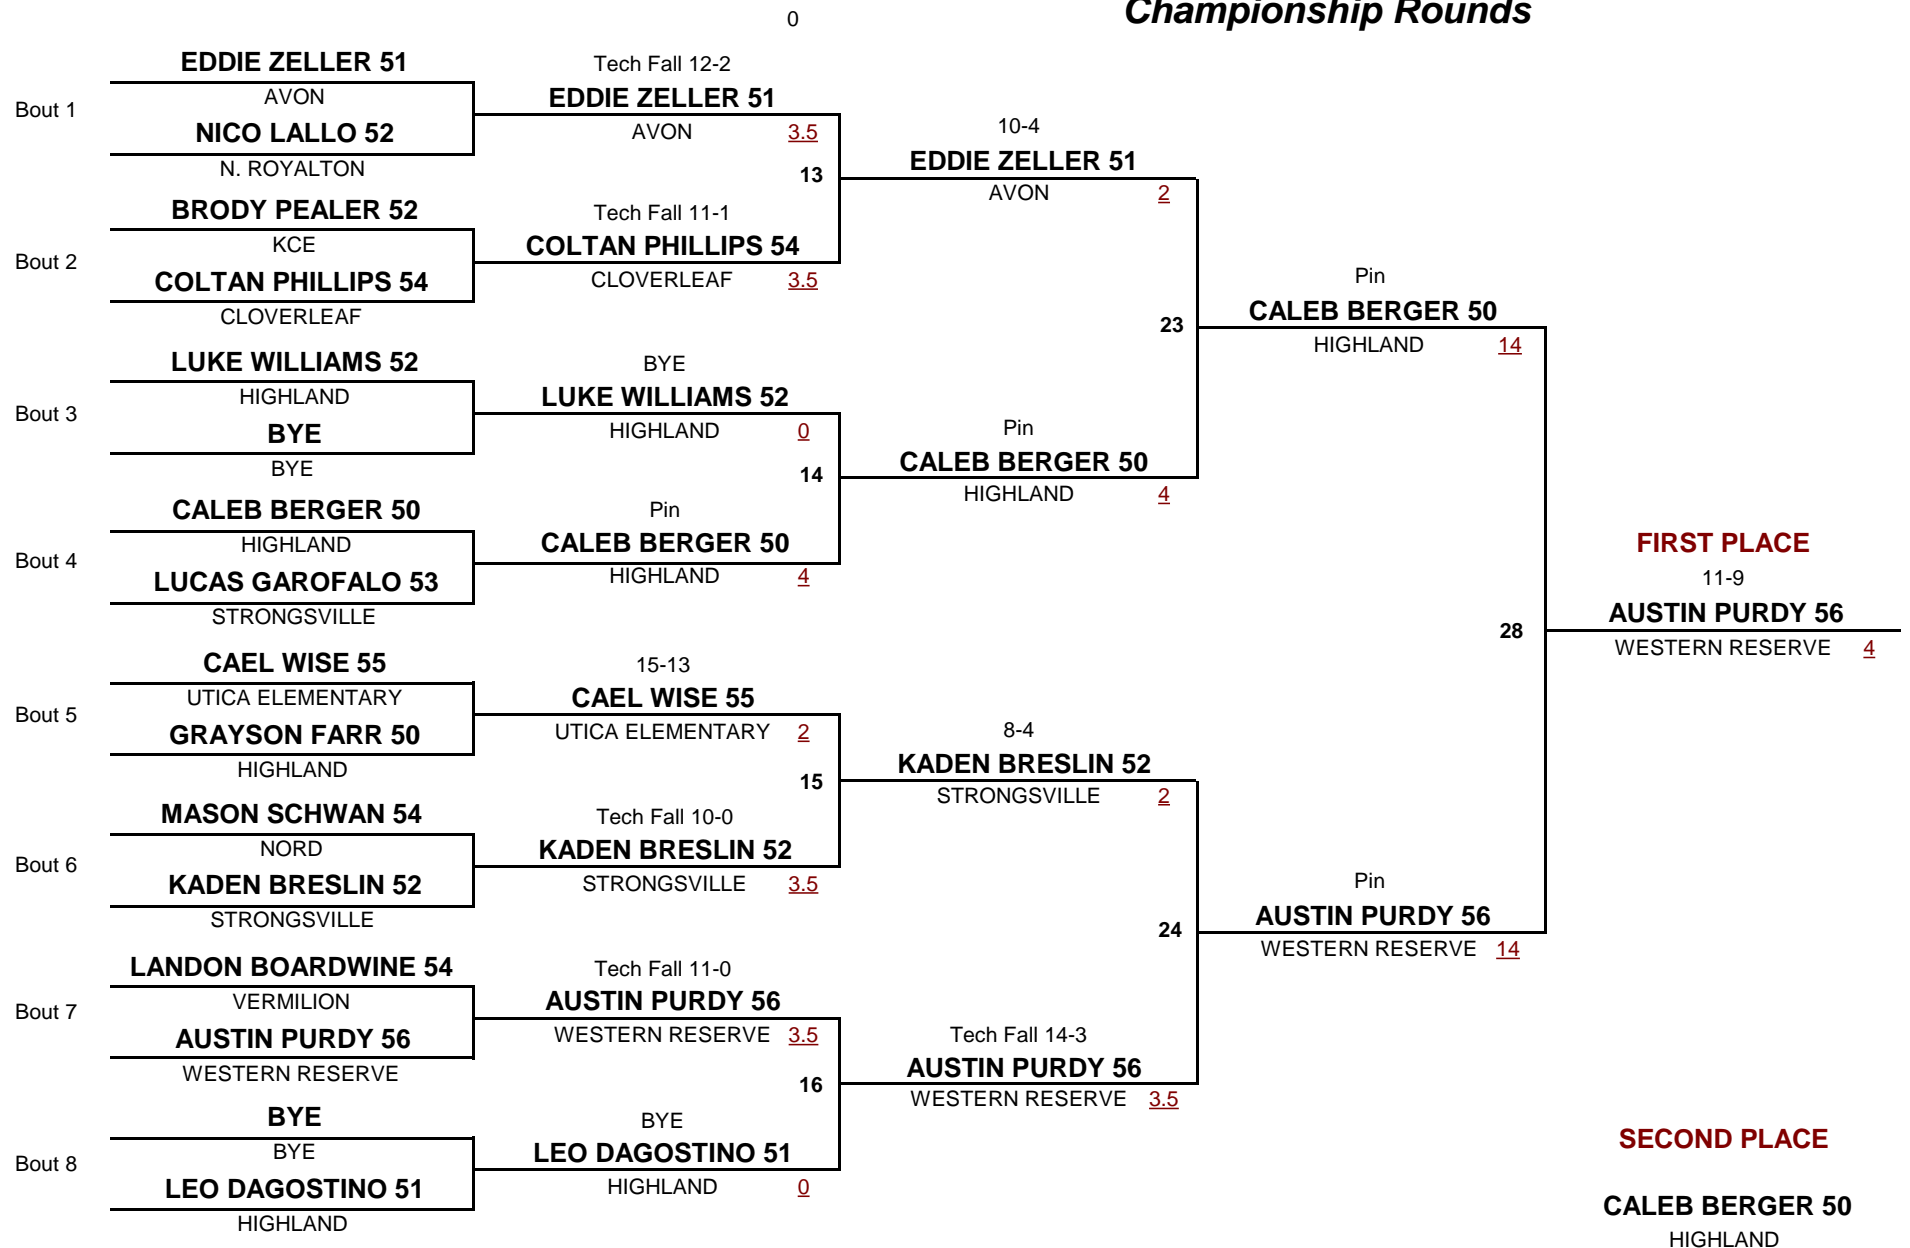 0
Championship Rounds
EDDIE ZELLER 51
Bout 1
AVON
NICO LALLO 52
N. ROYALTON
BRODY PEALER 52
Bout 2
KCE
COLTAN PHILLIPS 54
CLOVERLEAF
LUKE WILLIAMS 52
Bout 3
HIGHLAND
BYE
BYE
CALEB BERGER 50
Bout 4
HIGHLAND
LUCAS GAROFALO 53
STRONGSVILLE
CAEL WISE 55
Bout 5
UTICA ELEMENTARY
GRAYSON FARR 50
HIGHLAND
MASON SCHWAN 54
Bout 6
NORD
KADEN BRESLIN 52
STRONGSVILLE
LANDON BOARDWINE 54
Bout 7
VERMILION
AUSTIN PURDY 56
WESTERN RESERVE
BYE
Bout 8
BYE
LEO DAGOSTINO 51
HIGHLAND
Tech Fall 12-2
EDDIE ZELLER 51
AVON 3.5
13
Tech Fall 11-1
COLTAN PHILLIPS 54
CLOVERLEAF 3.5
BYE
LUKE WILLIAMS 52
HIGHLAND 0
14
Pin
CALEB BERGER 50
HIGHLAND 4
15-13
CAEL WISE 55
UTICA ELEMENTARY 2
15
Tech Fall 10-0
KADEN BRESLIN 52
STRONGSVILLE 3.5
Tech Fall 11-0
AUSTIN PURDY 56
WESTERN RESERVE 3.5
16
BYE
LEO DAGOSTINO 51
HIGHLAND 0
10-4
EDDIE ZELLER 51
AVON 2
23
Pin
CALEB BERGER 50
HIGHLAND 4
8-4
KADEN BRESLIN 52
STRONGSVILLE 2
24
Tech Fall 14-3
AUSTIN PURDY 56
WESTERN RESERVE 3.5
Pin
CALEB BERGER 50
HIGHLAND 14
28
Pin
AUSTIN PURDY 56
WESTERN RESERVE 14
FIRST PLACE
11-9
AUSTIN PURDY 56
WESTERN RESERVE 4
SECOND PLACE
CALEB BERGER 50
HIGHLAND